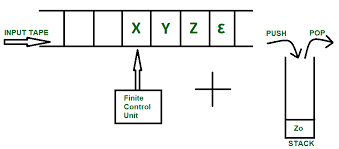 INPUT TAPE
X Y Z ε
PUSH POP
Finite
Control
Unit
Zo
STACK